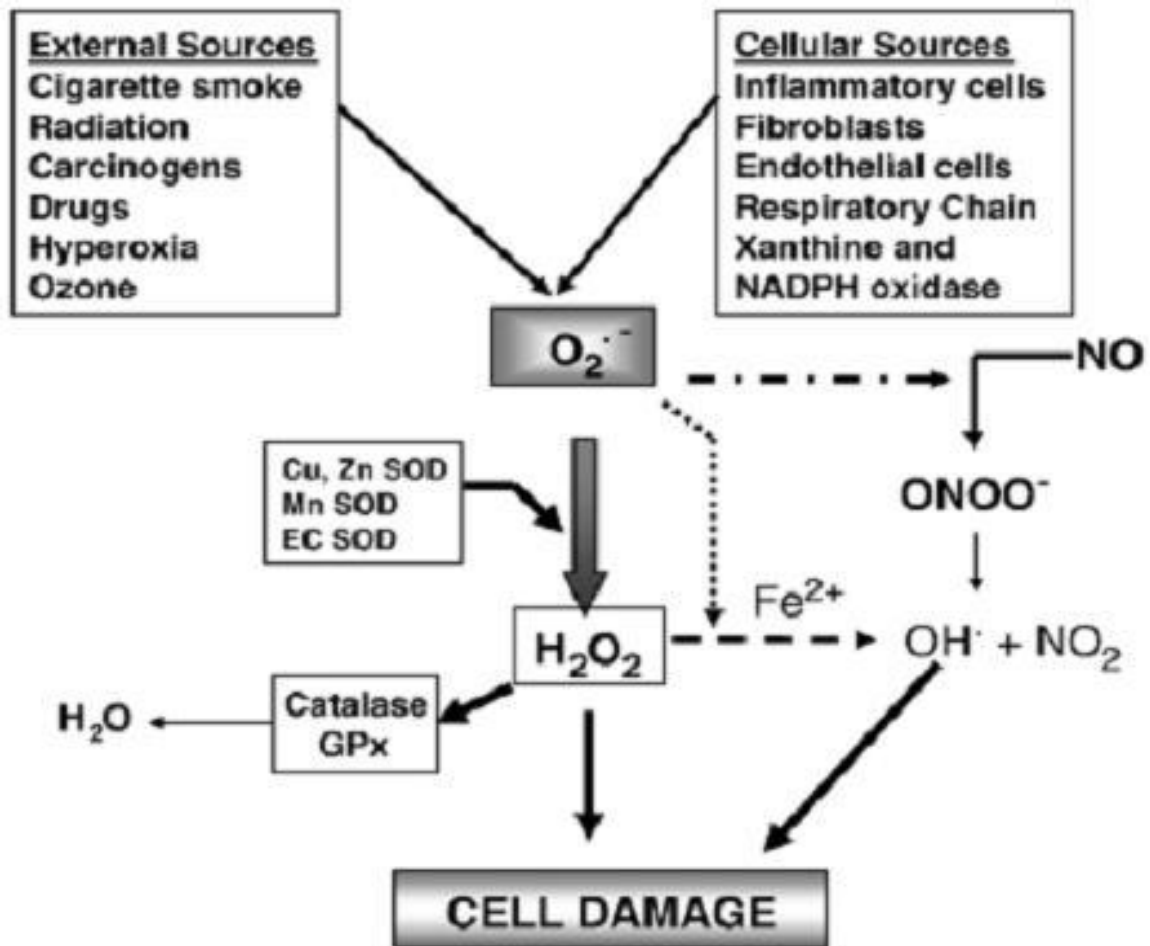 External Sources
Cigarette smoke
Radiation
Carcinogens
Drugs
Hyperoxia
Ozone
Cellular Sources
Inflammatory cells
Fibroblasts
Endothelial cells
Respiratory Chain
Xanthine and
NADPH oxidase
O₂·⁻
NO
Cu, Zn SOD
Mn SOD
EC SOD
ONOO⁻
Fe²⁺
H₂O₂
OH· + NO₂
Catalase
GPx
H₂O
CELL DAMAGE